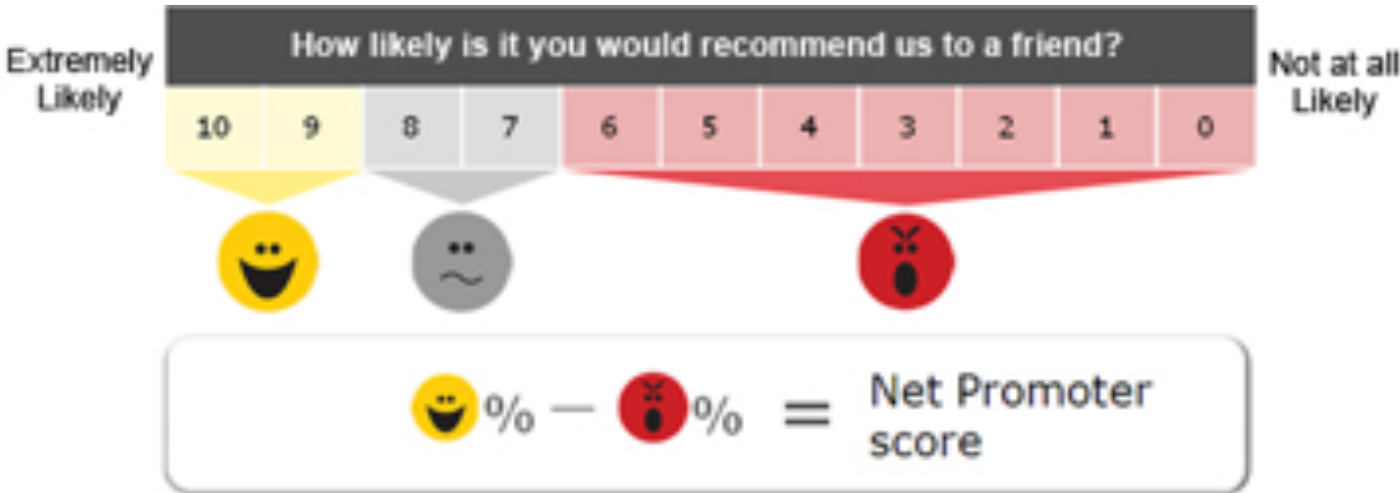 How likely is it you would recommend us to a friend?
Extremely
Likely
Not at all
Likely
10 9 8 7 6 5 4 3 2 1 0
% — % = Net Promoter
score